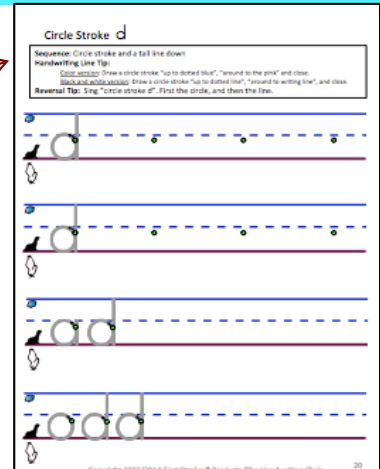 Circle Stroke d
Sequence: Circle stroke and a tail line down
Handwriting Line Tip:
Color version: Draw a circle stroke "up to dotted blue", "around to the pink" and close.
Black and white version: Draw a circle stroke "up to dotted line", "around to writing line", and close.
Reversal Tip: Sing "circle stroke d". First the circle, and then the line.
d
d
a d
d d
20